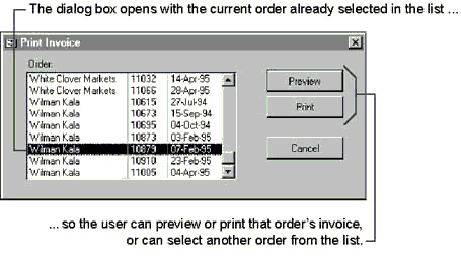 The dialog box opens with the current order already selected in the list ...
Print Invoice
Order:
White Clover Markets 11032 14-Apr-95
White Clover Markets 11066 28-Apr-95
Wilman Kala 10615 27-Jul-94
Wilman Kala 10673 15-Sep-94
Wilman Kala 10695 04-Oct-94
Wilman Kala 10873 03-Feb-95
Wilman Kala 10879 07-Feb-95
Wilman Kala 10910 23-Feb-95
Wilman Kala 11005 04-Apr-95
Preview
Print
Cancel
... so the user can preview or print that order's invoice,
or can select another order from the list.